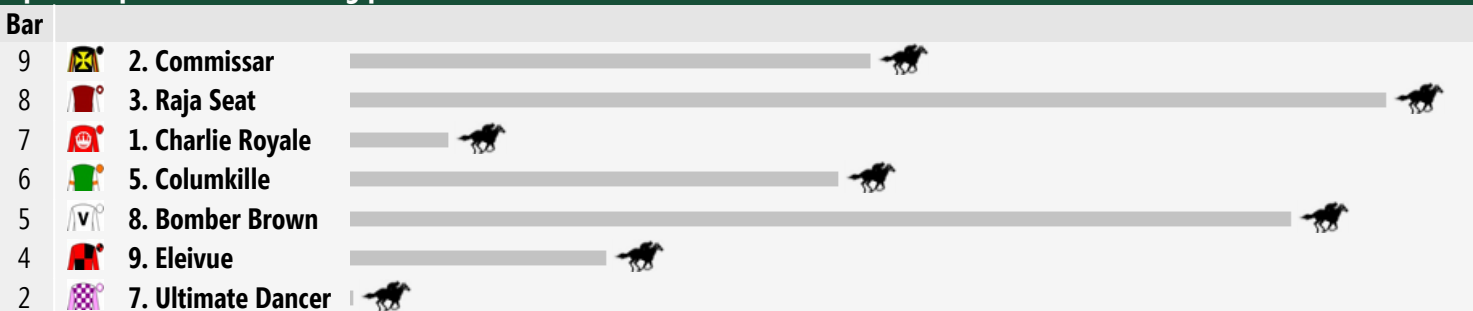 Bar
9 2. Commissar
8 3. Raja Seat
7 1. Charlie Royale
6 5. Columkille
5 V 8. Bomber Brown
4 9. Eleivue
2 7. Ultimate Dancer